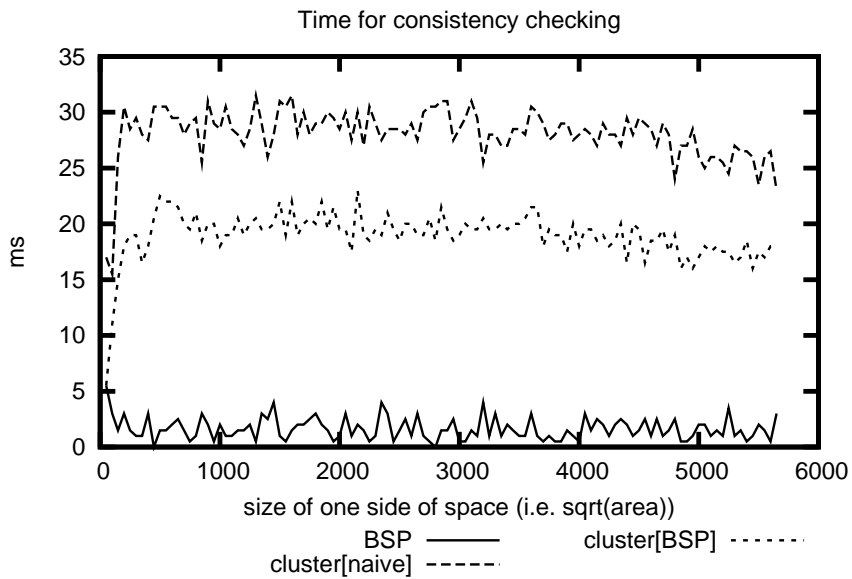 Time for consistency checking
35
30
25
20
15
10
5
0
ms
0 1000 2000 3000 4000 5000 6000
size of one side of space (i.e. sqrt(area))
BSP cluster[BSP]
cluster[naive]